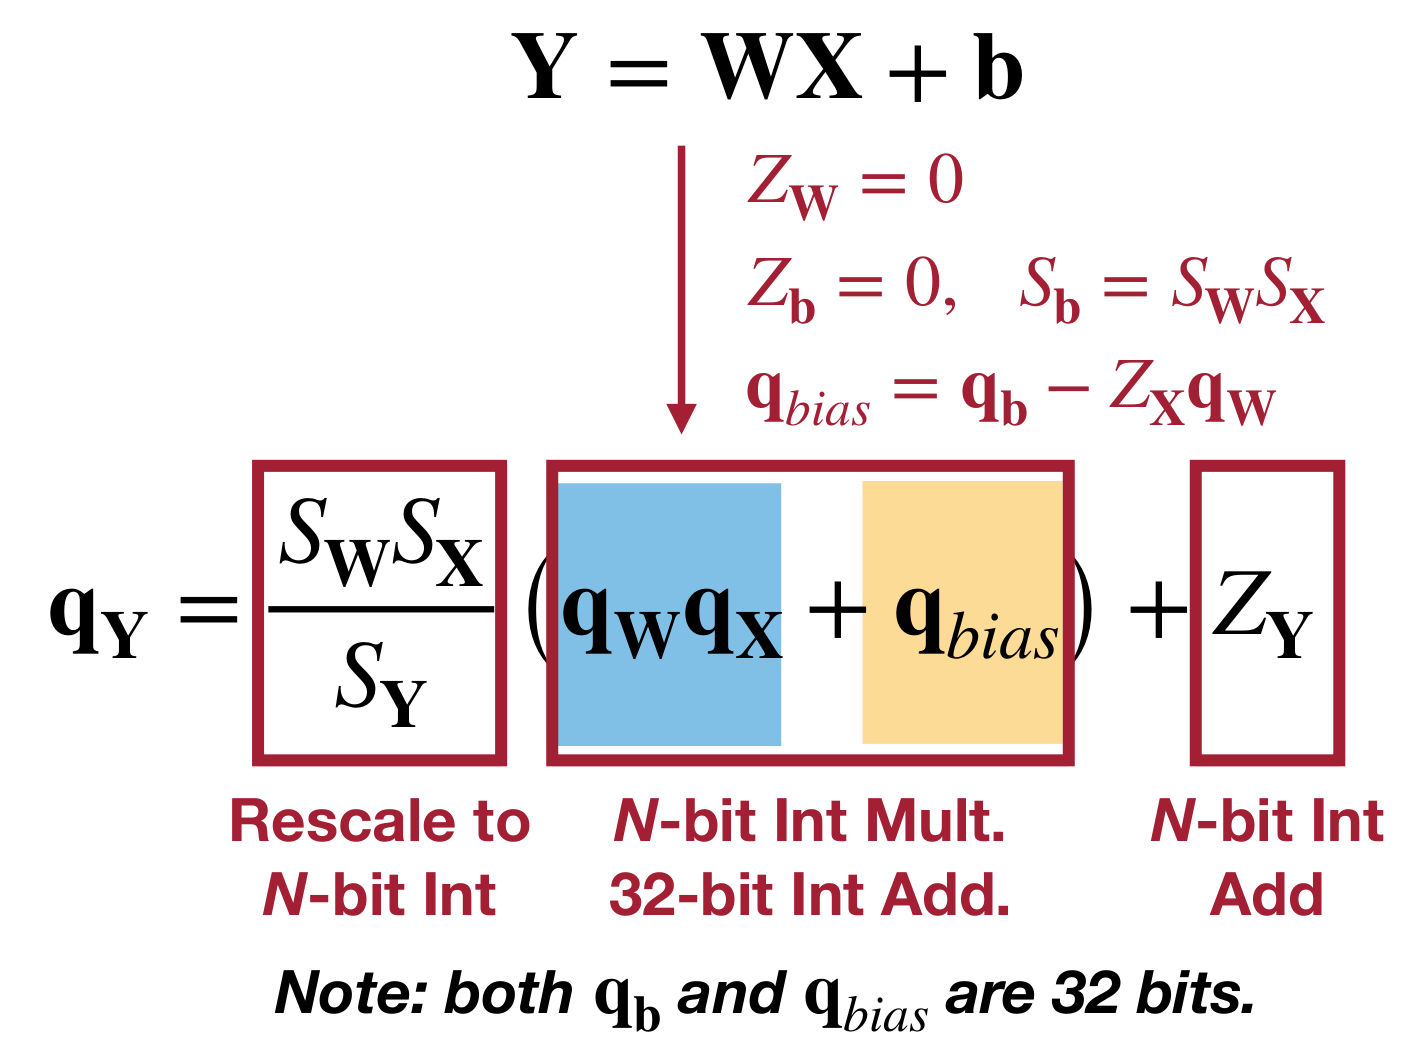 Y = WX + b
Z_W = 0
Z_b = 0, S_b = S_W S_X
q_bias = q_b − Z_X q_W
q_Y = \frac{S_W S_X}{S_Y} (q_W q_X + q_bias) + Z_Y
Rescale to N-bit Int
N-bit Int Mult.
32-bit Int Add.
N-bit Int Add
Note: both q_b and q_bias are 32 bits.